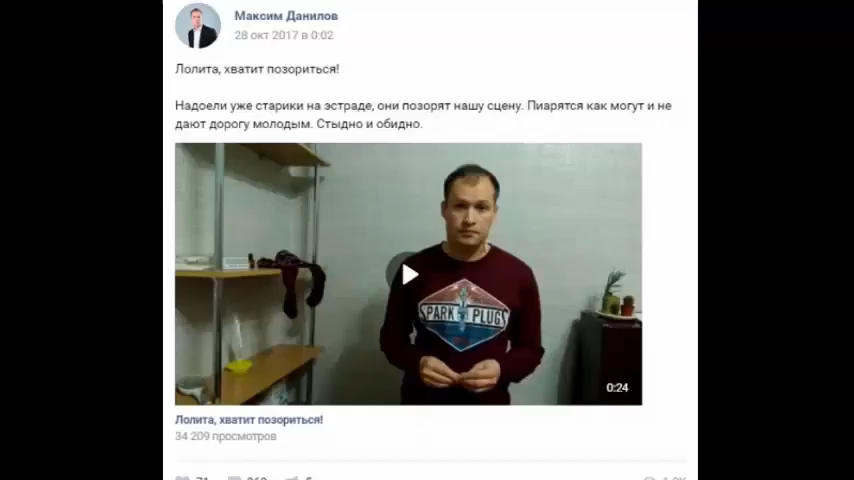 Максим Данилов
28 окт 2017 в 0:02
Лолита, хватит позориться!
Надоели уже старики на эстраде, они позорят нашу сцену. Пиарятся как могут и не
дают дорогу молодым. Стыдно и обидно.
SPARK PLUGS
0:24
Лолита, хватит позориться!
34 209 просмотров